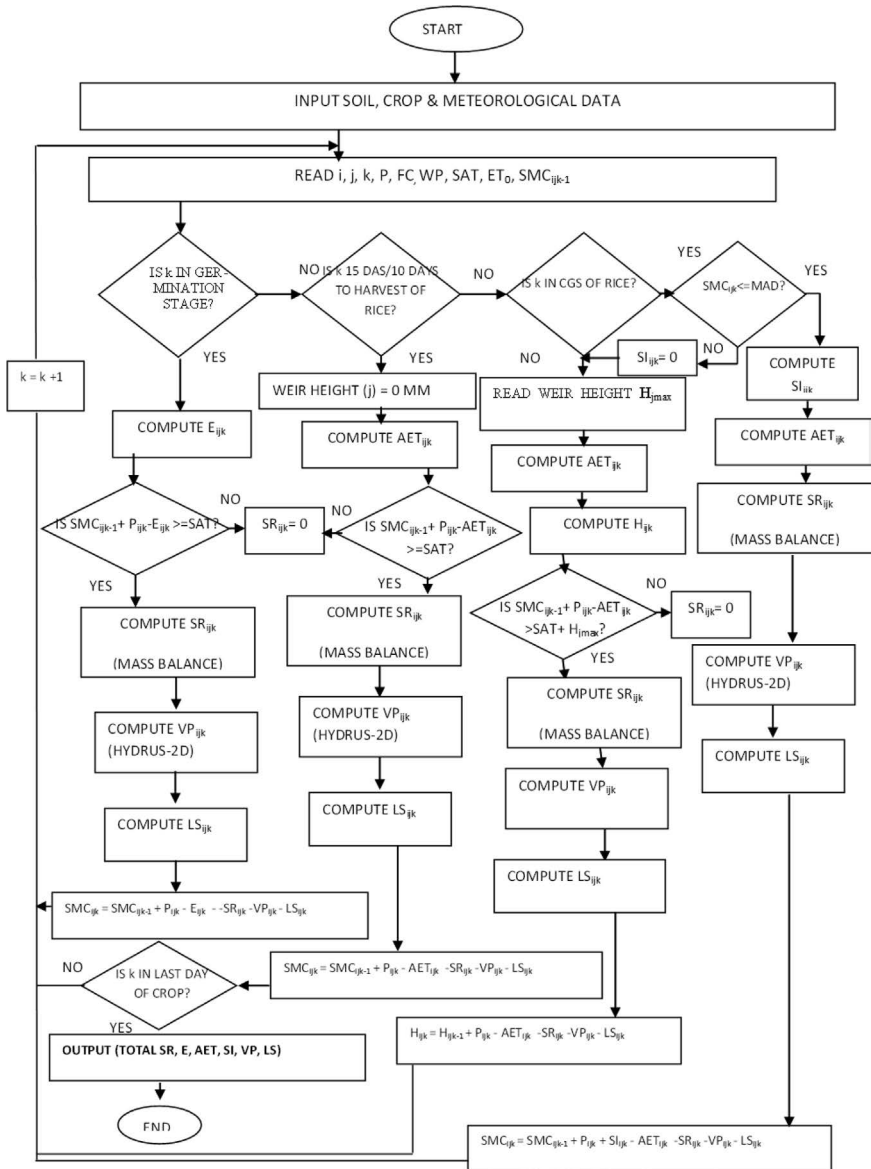 START
INPUT SOIL, CROP & METEOROLOGICAL DATA
READ i, j, k, P, FC, WP, SAT, ET₀, SMCijk-1
IS k IN GER-
MINATION
STAGE?
NO
IS k 15 DAS/10 DAYS
TO HARVEST OF
RICE?
NO
IS k IN CGS OF RICE?
YES
SMCijk<=MAD?
YES
k = k +1
YES
YES
NO
SIijk= 0
NO
COMPUTE
SIijk
WEIR HEIGHT (j) = 0 MM
READ WEIR HEIGHT Hjmax
COMPUTE Eijk
COMPUTE AETijk
COMPUTE AETijk
COMPUTE AETijk
IS SMCijk-1+ Pijk-Eijk >=SAT?
NO
SRijk= 0
NO
IS SMCijk-1+ Pijk-AETijk
>=SAT?
COMPUTE Hijk
COMPUTE SRijk
(MASS BALANCE)
YES
YES
IS SMCijk-1+ Pijk-AETijk
>SAT+ Hjmax?
NO
SRijk= 0
COMPUTE SRijk
(MASS BALANCE)
COMPUTE SRijk
(MASS BALANCE)
YES
COMPUTE SRijk
(MASS BALANCE)
COMPUTE VPijk
(HYDRUS-2D)
COMPUTE VPijk
(HYDRUS-2D)
COMPUTE VPijk
(HYDRUS-2D)
COMPUTE VPijk
COMPUTE LSijk
COMPUTE LSijk
COMPUTE LSijk
COMPUTE LSijk
SMCijk = SMCijk-1 + Pijk - Eijk - -SRijk -VPijk - LSijk
NO
IS k IN LAST DAY
OF CROP?
SMCijk = SMCijk-1 + Pijk - AETijk -SRijk -VPijk - LSijk
YES
OUTPUT (TOTAL SR, E, AET, SI, VP, LS)
Hijk = Hijk-1 + Pijk - AETijk -SRijk -VPijk - LSijk
END
SMCijk = SMCijk-1 + Pijk + SIijk - AETijk -SRijk -VPijk - LSijk